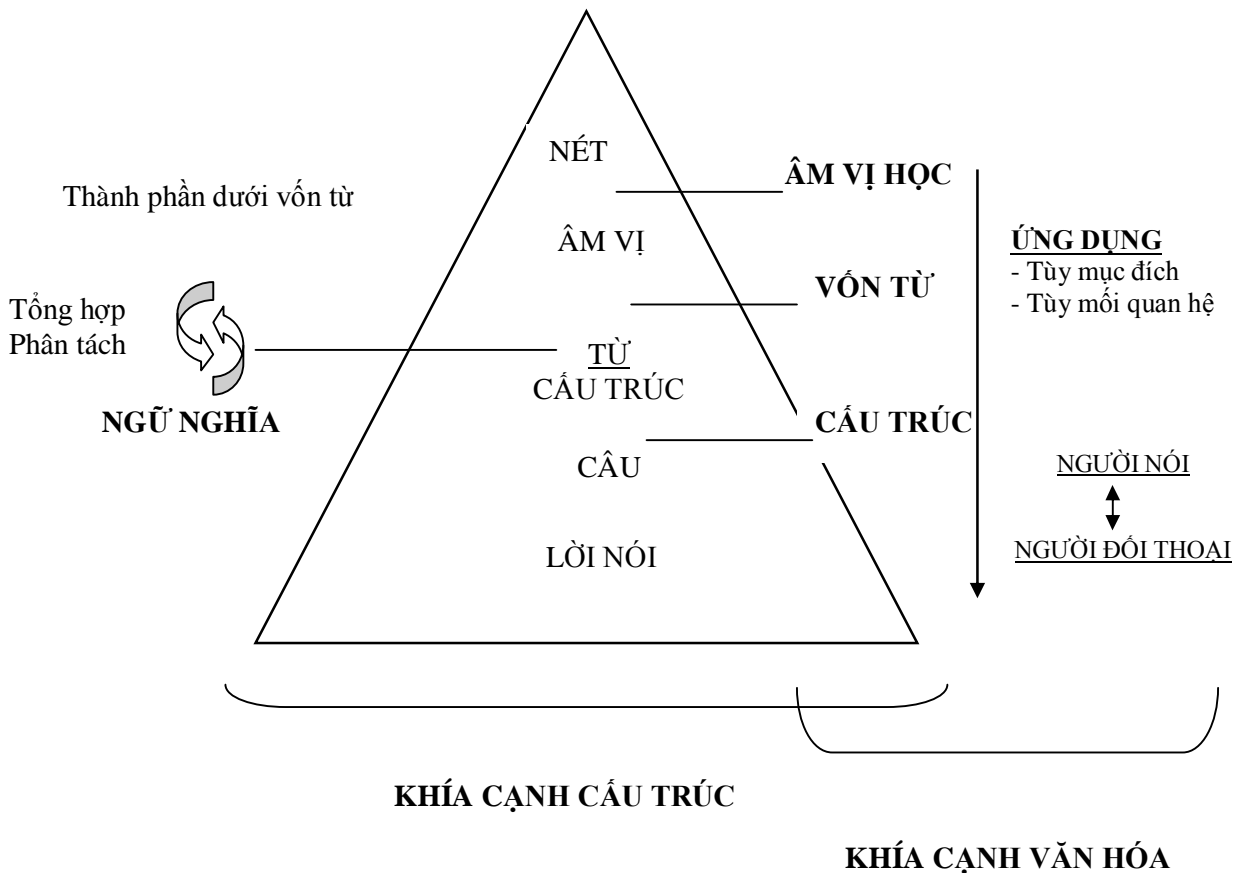 NÉT
ÂM VỊ HỌC
Thành phần dưới vốn từ
ÂM VỊ
ỨNG DỤNG
- Tùy mục đích
- Tùy mối quan hệ
VỐN TỪ
Tổng hợp
Phân tách
TỪ
CẤU TRÚC
NGỮ NGHĨA
CẤU TRÚC
CÂU
NGƯỜI NÓI
LỜI NÓI
NGƯỜI ĐỐI THOẠI
KHÍA CẠNH CẤU TRÚC
KHÍA CẠNH VĂN HÓA